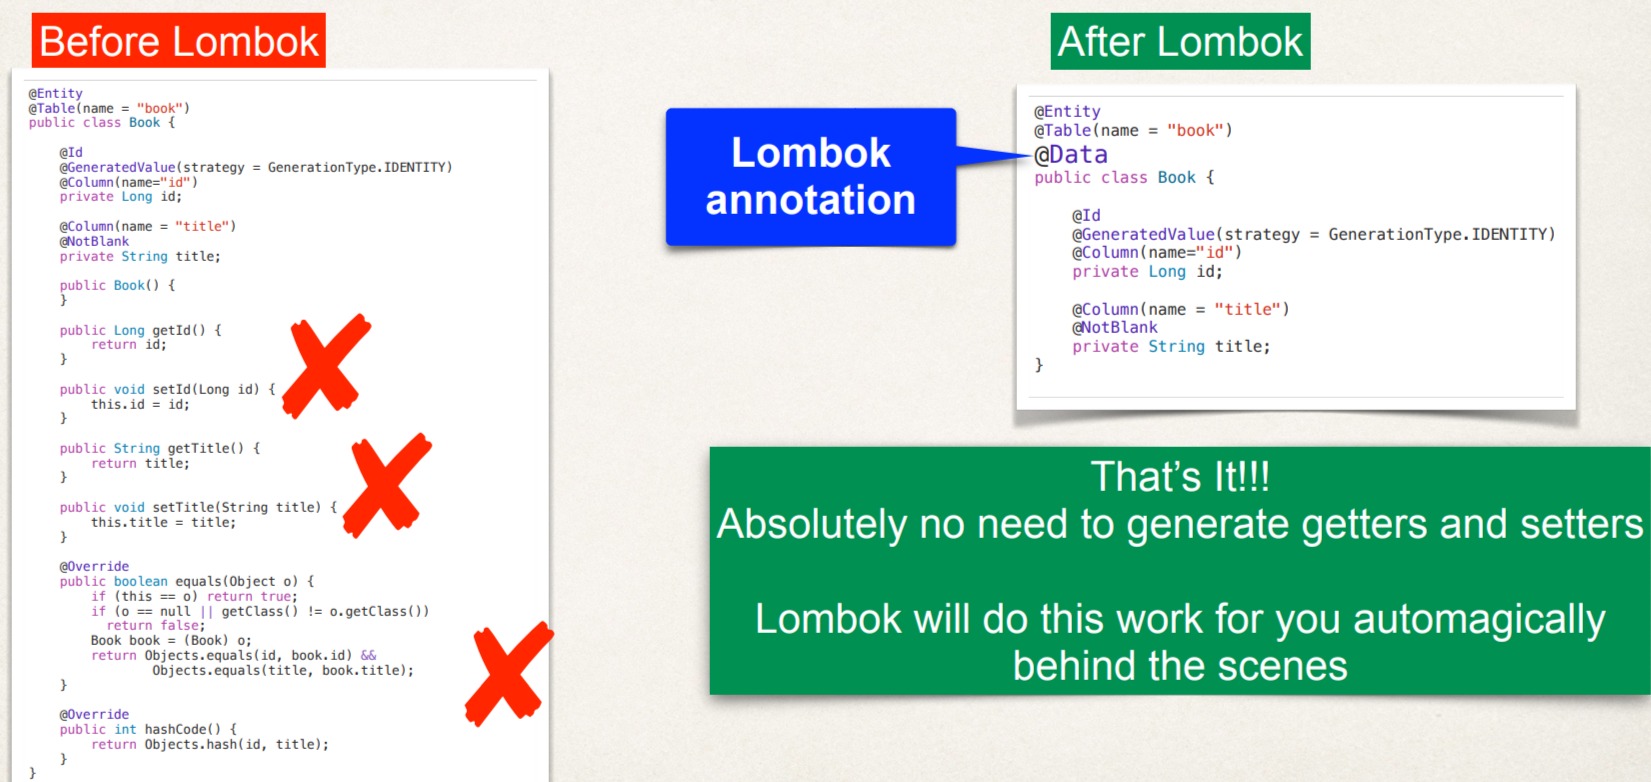 Before Lombok
@Entity
@Table(name = "book")
public class Book {
@Id
@GeneratedValue(strategy = GenerationType.IDENTITY)
@Column(name="id")
private Long id;
@Column(name = "title")
@NotBlank
private String title;
public Book() {
}
public Long getId() {
return id;
}
public void setId(Long id) {
this.id = id;
}
public String getTitle() {
return title;
}
public void setTitle(String title) {
this.title = title;
}
@Override
public boolean equals(Object o) {
if (this == o) return true;
if (o == null || getClass() != o.getClass())
return false;
Book book = (Book) o;
return Objects.equals(id, book.id) &&
Objects.equals(title, book.title);
}
@Override
public int hashCode() {
return Objects.hash(id, title);
}
}
After Lombok
Lombok
annotation
@Entity
@Table(name = "book")
@Data
public class Book {
@Id
@GeneratedValue(strategy = GenerationType.IDENTITY)
@Column(name="id")
private Long id;
@Column(name = "title")
@NotBlank
private String title;
}
That's It!!!
Absolutely no need to generate getters and setters
Lombok will do this work for you automagically
behind the scenes